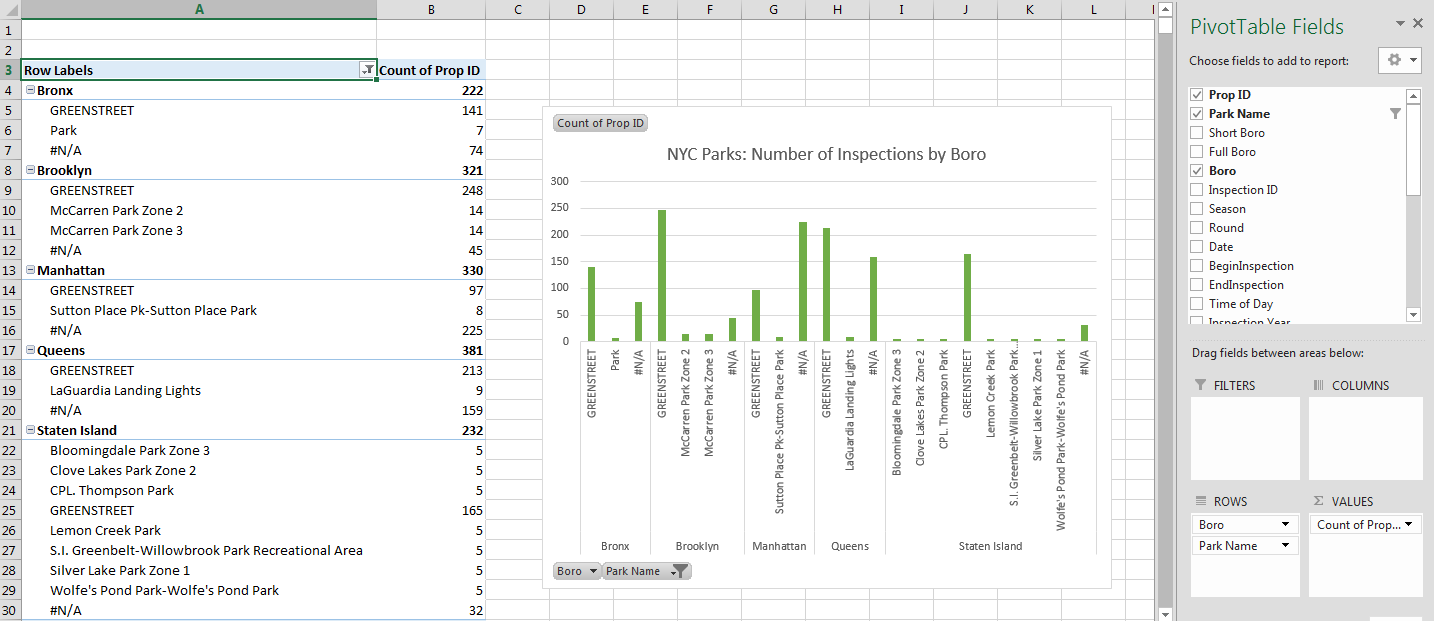 A B C D E F G H I J K L
1
2
3 Row Labels Count of Prop ID
4 Bronx 222
5 GREENSTREET 141
6 Park 7
7 #N/A 74
8 Brooklyn 321
9 GREENSTREET 248
10 McCarren Park Zone 2 14
11 McCarren Park Zone 3 14
12 #N/A 45
13 Manhattan 330
14 GREENSTREET 97
15 Sutton Place Pk-Sutton Place Park 8
16 #N/A 225
17 Queens 381
18 GREENSTREET 213
19 LaGuardia Landing Lights 9
20 #N/A 159
21 Staten Island 232
22 Bloomingdale Park Zone 3 5
23 Clove Lakes Park Zone 2 5
24 CPL. Thompson Park 5
25 GREENSTREET 165
26 Lemon Creek Park 5
27 S.I. Greenbelt-Willowbrook Park Recreational Area 5
28 Silver Lake Park Zone 1 5
29 Wolfe's Pond Park-Wolfe's Pond Park 5
30 #N/A 32
Count of Prop ID
NYC Parks: Number of Inspections by Boro
300
250
200
150
100
50
0
GREENSTREET
Park
#N/A
GREENSTREET
McCarren Park Zone 2
McCarren Park Zone 3
#N/A
GREENSTREET
Sutton Place Pk-Sutton Place Park
#N/A
GREENSTREET
LaGuardia Landing Lights
#N/A
Bloomingdale Park Zone 3
Clove Lakes Park Zone 2
CPL. Thompson Park
GREENSTREET
Lemon Creek Park
S.I. Greenbelt-Willowbrook Park...
Silver Lake Park Zone 1
Wolfe's Pond Park-Wolfe's Pond Park
#N/A
Bronx Brooklyn Manhattan Queens Staten Island
Boro Park Name
PivotTable Fields
Choose fields to add to report:
Prop ID
Park Name
Short Boro
Full Boro
Boro
Inspection ID
Season
Round
Date
BeginInspection
EndInspection
Time of Day
Inspection Year
Drag fields between areas below:
FILTERS COLUMNS
ROWS Σ VALUES
Boro Count of Prop...
Park Name